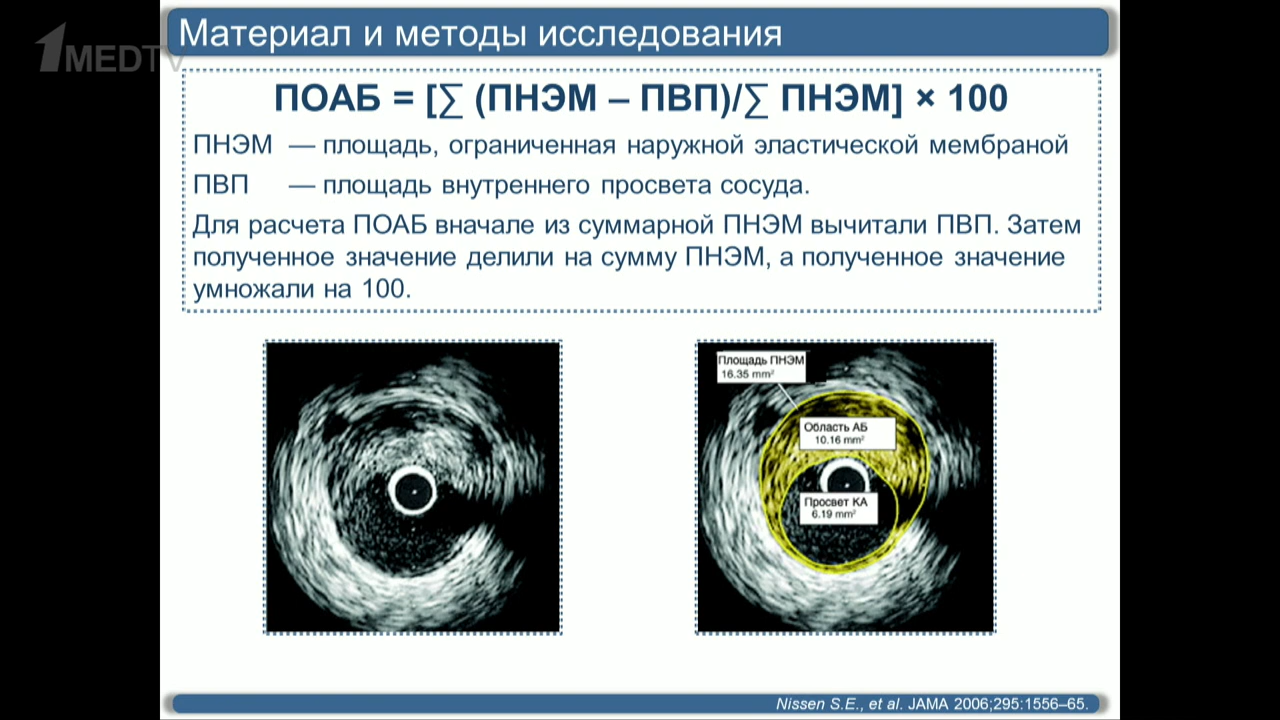 1MEDTV
Материал и методы исследования
ПОАБ = [∑ (ПНЭМ – ПВП)/∑ ПНЭМ] × 100
ПНЭМ — площадь, ограниченная наружной эластической мембраной
ПВП — площадь внутреннего просвета сосуда.
Для расчета ПОАБ вначале из суммарной ПНЭМ вычитали ПВП. Затем
полученное значение делили на сумму ПНЭМ, а полученное значение
умножали на 100.
Площадь ПНЭМ
16.35 mm²
Область АБ
10.16 mm²
Просвет КА
6.19 mm²
Nissen S.E., et al. JAMA 2006;295:1556–65.